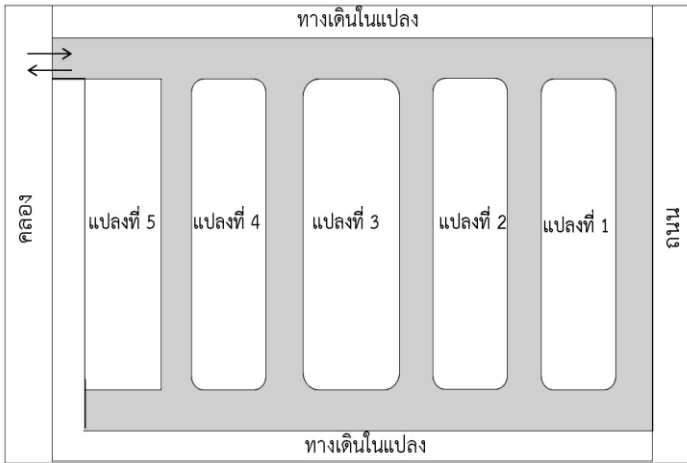 ทางเดินในแปลง
คลอง
แปลงที่ 5
แปลงที่ 4
แปลงที่ 3
แปลงที่ 2
แปลงที่ 1
ถนน
ทางเดินในแปลง